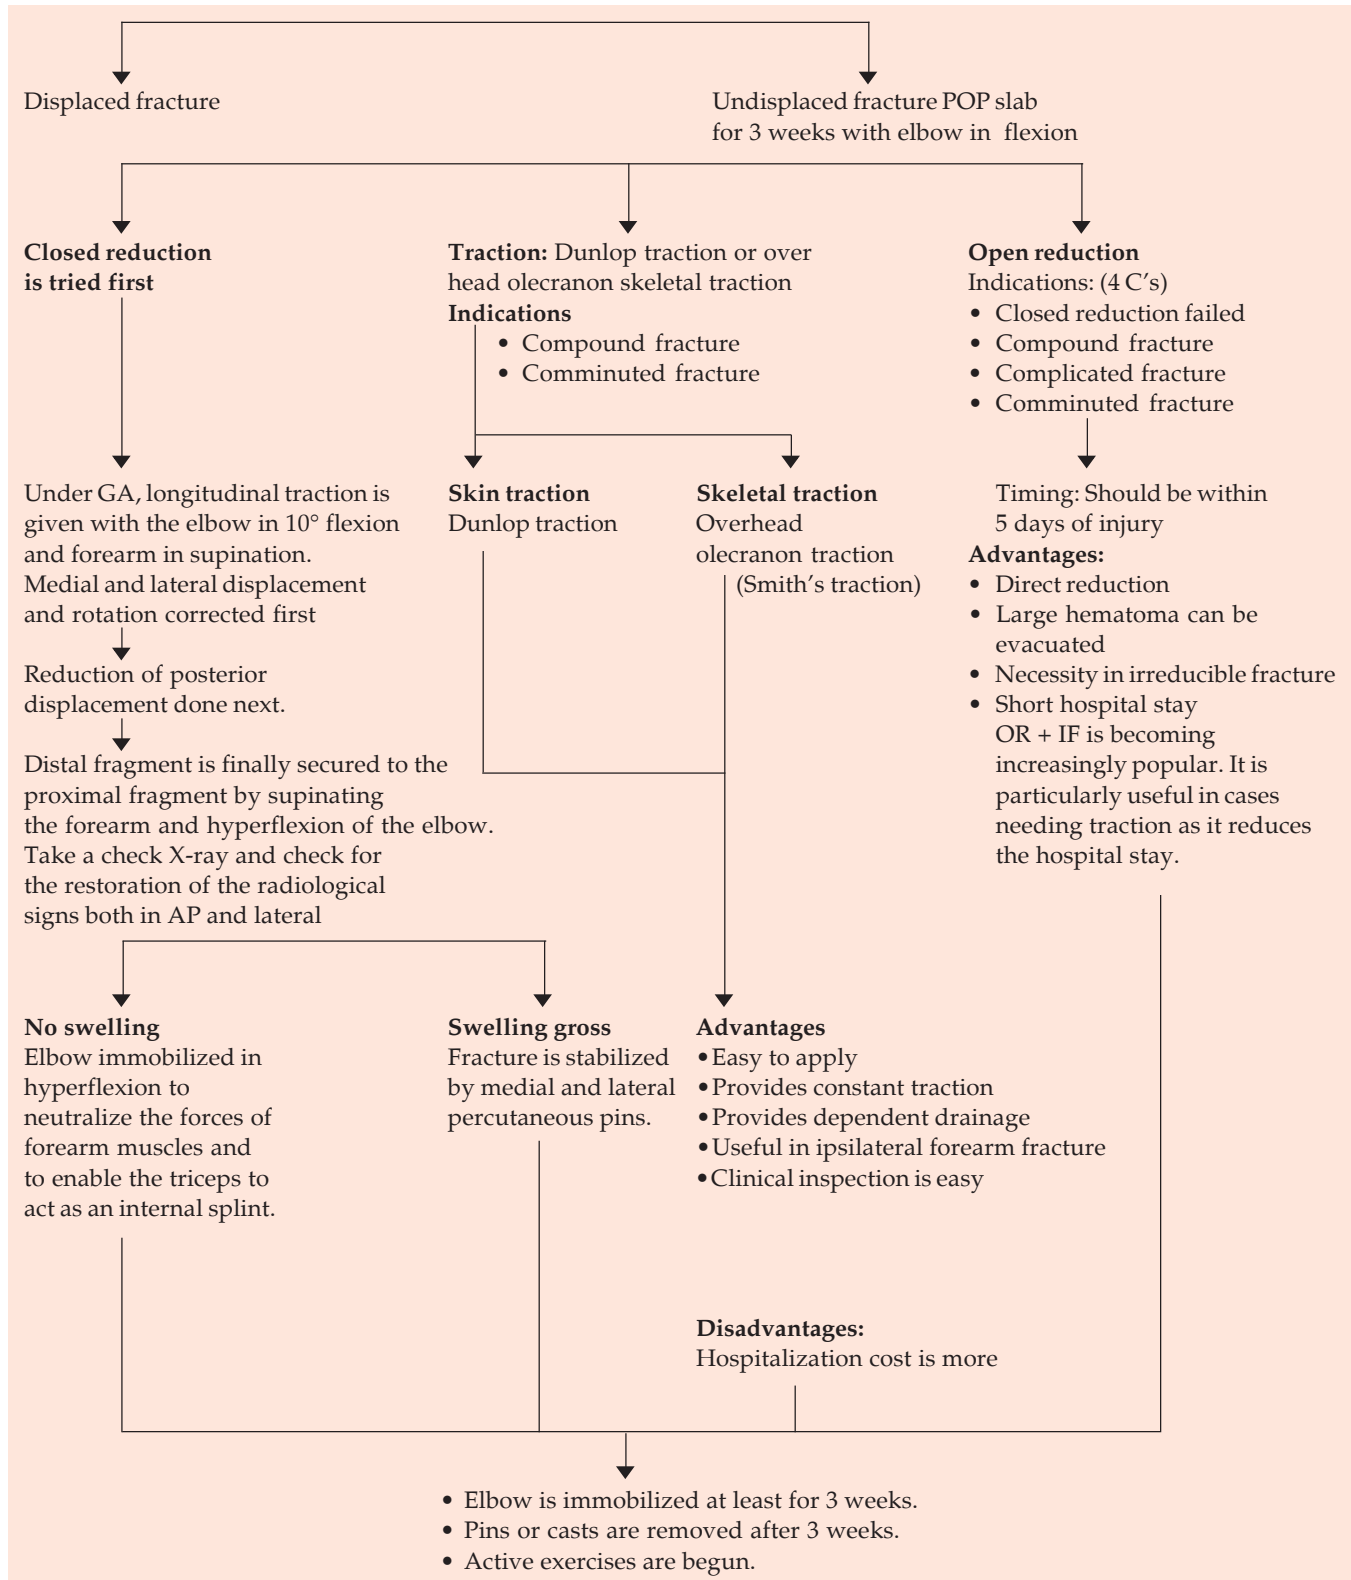 Displaced fracture
Undisplaced fracture POP slab
for 3 weeks with elbow in flexion
Closed reduction
is tried first
Traction: Dunlop traction or over
head olecranon skeletal traction
Indications
• Compound fracture
• Comminuted fracture
Open reduction
Indications: (4 C's)
• Closed reduction failed
• Compound fracture
• Complicated fracture
• Comminuted fracture
Under GA, longitudinal traction is
given with the elbow in 10° flexion
and forearm in supination.
Medial and lateral displacement
and rotation corrected first
Reduction of posterior
displacement done next.
Distal fragment is finally secured to the
proximal fragment by supinating
the forearm and hyperflexion of the elbow.
Take a check X-ray and check for
the restoration of the radiological
signs both in AP and lateral
Skin traction
Dunlop traction
Skeletal traction
Overhead
olecranon traction
(Smith's traction)
Timing: Should be within
5 days of injury
Advantages:
• Direct reduction
• Large hematoma can be
evacuated
• Necessity in irreducible fracture
• Short hospital stay
OR + IF is becoming
increasingly popular. It is
particularly useful in cases
needing traction as it reduces
the hospital stay.
No swelling
Elbow immobilized in
hyperflexion to
neutralize the forces of
forearm muscles and
to enable the triceps to
act as an internal splint.
Swelling gross
Fracture is stabilized
by medial and lateral
percutaneous pins.
Advantages
• Easy to apply
• Provides constant traction
• Provides dependent drainage
• Useful in ipsilateral forearm fracture
• Clinical inspection is easy
Disadvantages:
Hospitalization cost is more
• Elbow is immobilized at least for 3 weeks.
• Pins or casts are removed after 3 weeks.
• Active exercises are begun.